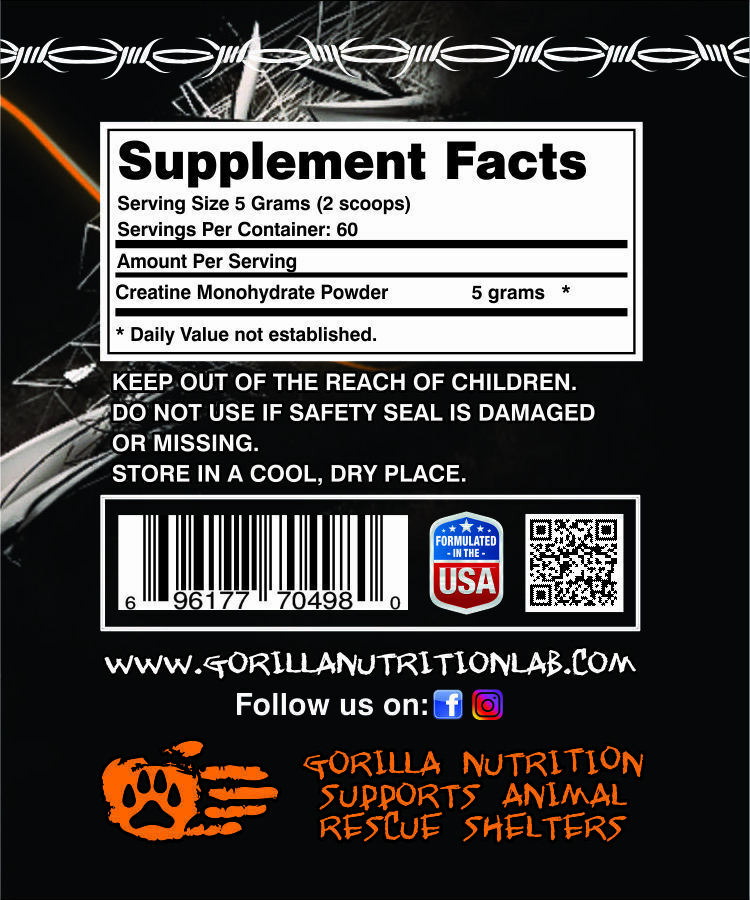 Supplement Facts
Serving Size 5 Grams (2 scoops)
Servings Per Container: 60
Amount Per Serving
Creatine Monohydrate Powder 5 grams *
* Daily Value not established.
KEEP OUT OF THE REACH OF CHILDREN.
DO NOT USE IF SAFETY SEAL IS DAMAGED
OR MISSING.
STORE IN A COOL, DRY PLACE.
6 96177 70498 0
FORMULATED
- IN THE -
USA
WWW.GORILLANUTRITIONLAB.COM
Follow us on:
GORILLA NUTRITION
SUPPORTS ANIMAL
RESCUE SHELTERS